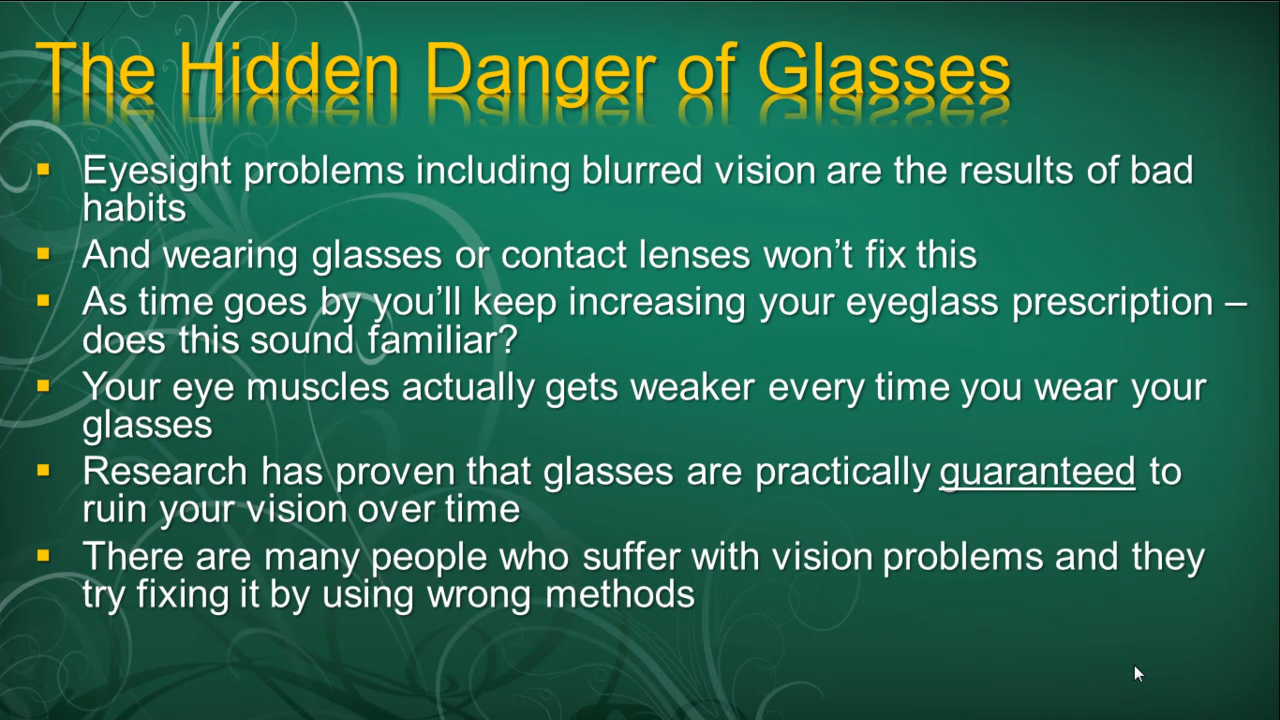 The Hidden Danger of Glasses
Eyesight problems including blurred vision are the results of bad
habits
And wearing glasses or contact lenses won’t fix this
As time goes by you’ll keep increasing your eyeglass prescription –
does this sound familiar?
Your eye muscles actually gets weaker every time you wear your
glasses
Research has proven that glasses are practically guaranteed to
ruin your vision over time
There are many people who suffer with vision problems and they
try fixing it by using wrong methods